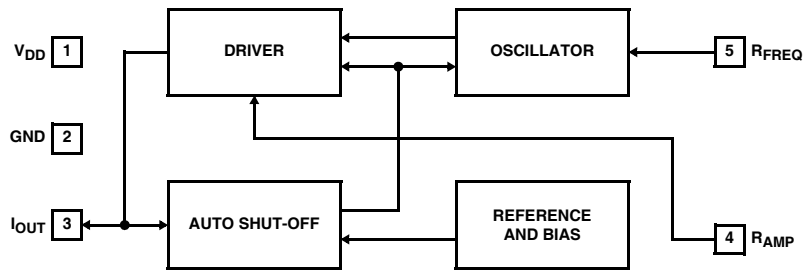 V_DD 1 DRIVER OSCILLATOR 5 R_FREQ
GND 2
I_OUT 3 AUTO SHUT-OFF REFERENCE
AND BIAS 4 R_AMP